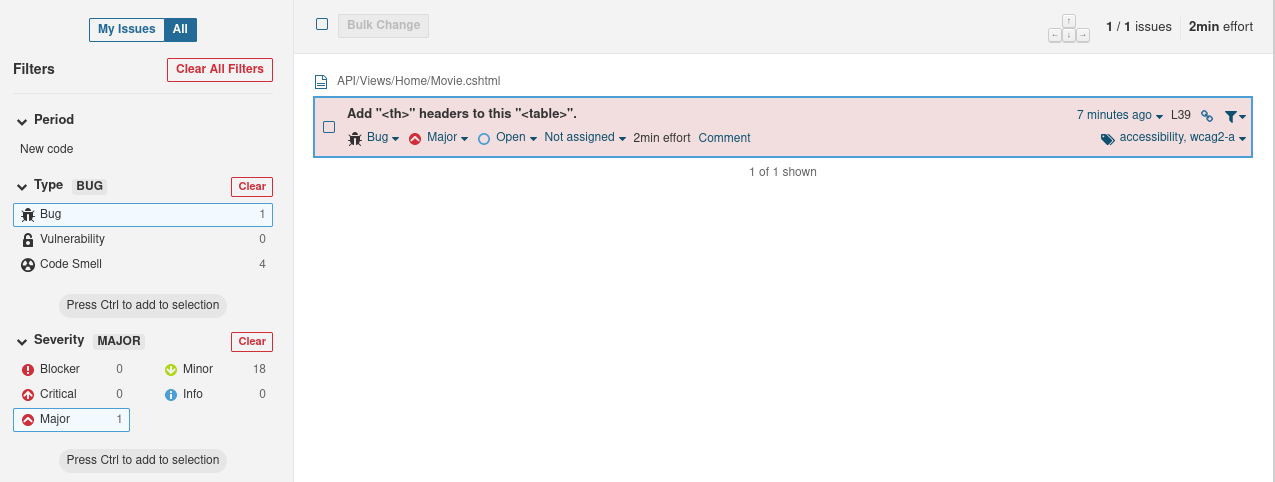 My Issues All
Filters Clear All Filters
Period
New code
Type BUG Clear
Bug 1
Vulnerability 0
Code Smell 4
Press Ctrl to add to selection
Severity MAJOR Clear
Blocker 0 Minor 18
Critical 0 Info 0
Major 1
Press Ctrl to add to selection
Bulk Change ↑ ← ↓ → 1 / 1 issues 2min effort
API/Views/Home/Movie.cshtml
Add "<th>" headers to this "<table>". 7 minutes ago L39
Bug Major Open Not assigned 2min effort Comment accessibility, wcag2-a
1 of 1 shown